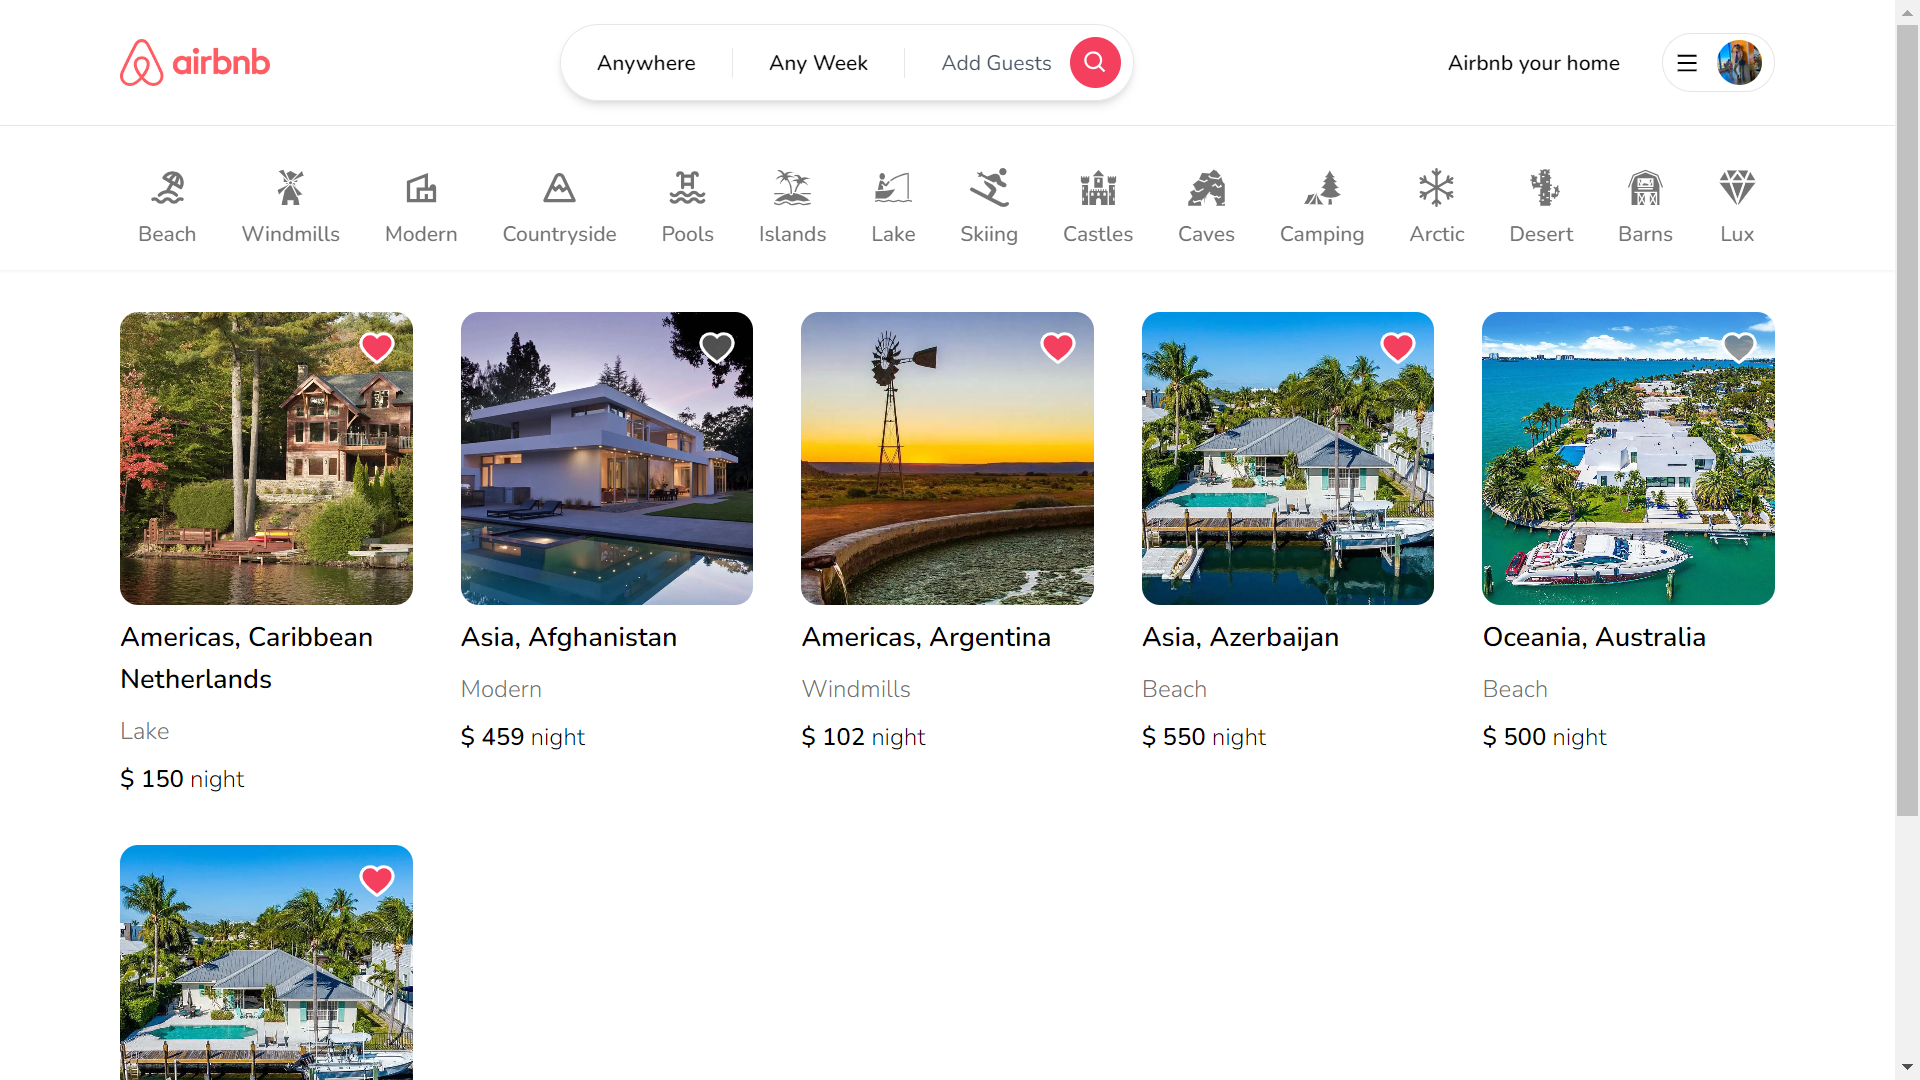 airbnb
Anywhere
Any Week
Add Guests
Airbnb your home
Beach
Windmills
Modern
Countryside
Pools
Islands
Lake
Skiing
Castles
Caves
Camping
Arctic
Desert
Barns
Lux
Americas, Caribbean
Netherlands
Lake
$ 150 night
Asia, Afghanistan
Modern
$ 459 night
Americas, Argentina
Windmills
$ 102 night
Asia, Azerbaijan
Beach
$ 550 night
Oceania, Australia
Beach
$ 500 night